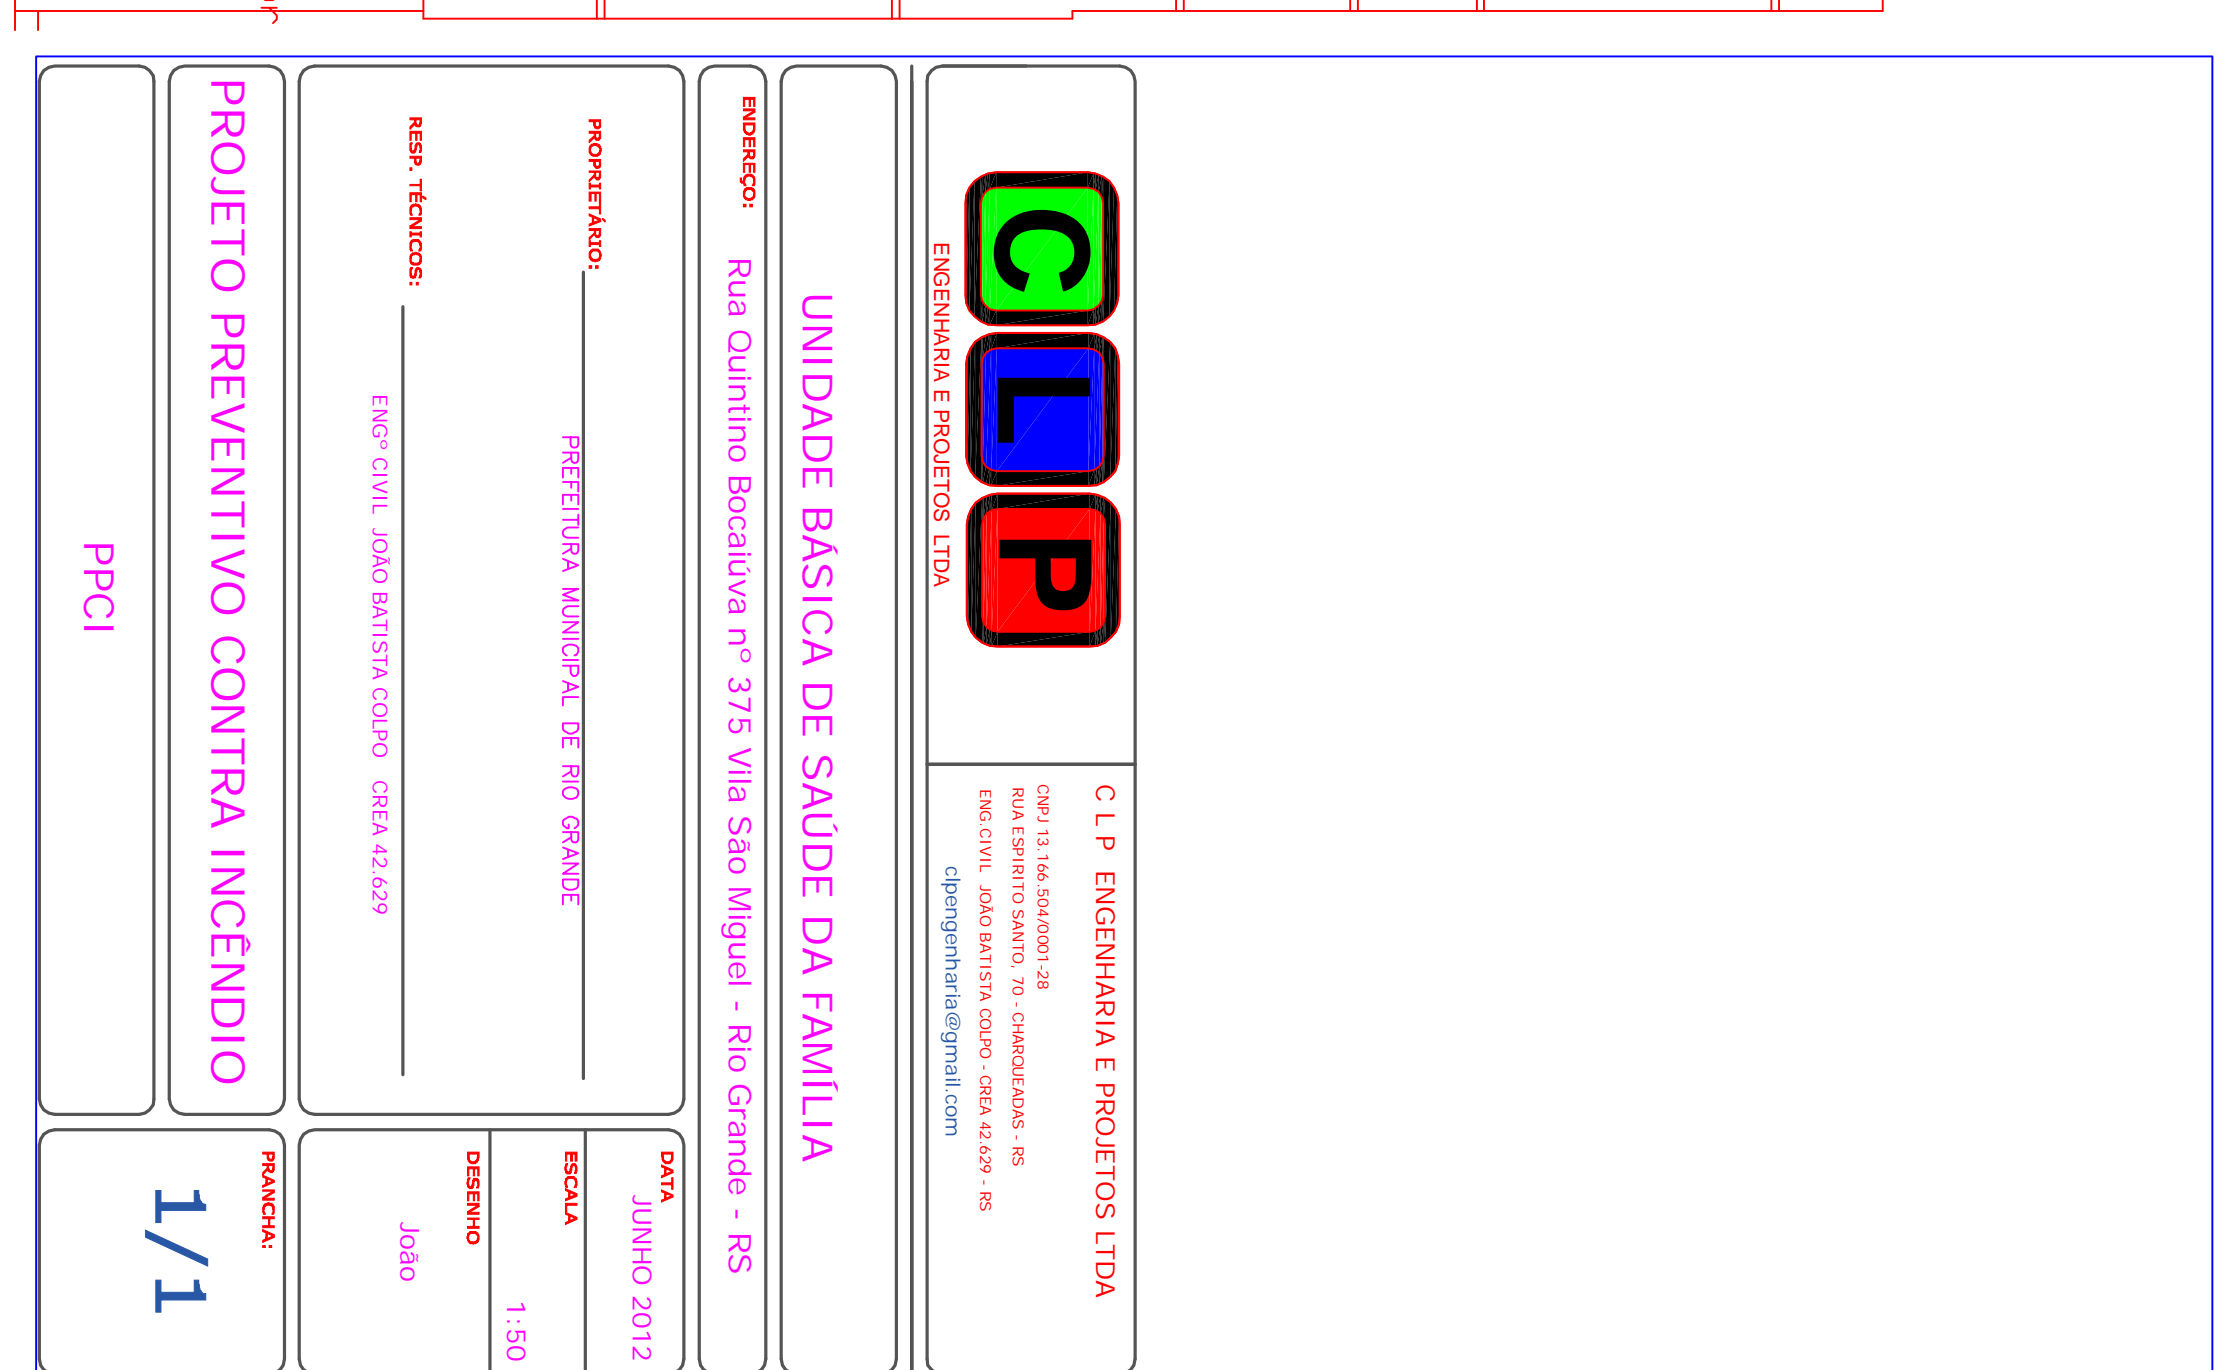 CLP
ENGENHARIA E PROJETOS LTDA
C L P ENGENHARIA E PROJETOS LTDA
CNPJ 13.166.504/0001-28
RUA ESPIRITO SANTO, 70 - CHARQUEADAS - RS
ENG.CIVIL JOÃO BATISTA COLPO - CREA 42.629 - RS
clpengenharia@gmail.com
UNIDADE BÁSICA DE SAÚDE DA FAMÍLIA
ENDEREÇO:
Rua Quintino Bocaiúva nº 375 Vila São Miguel - Rio Grande - RS
PROPRIETÁRIO:
PREFEITURA MUNICIPAL DE RIO GRANDE
RESP. TÉCNICOS:
ENGº CIVIL JOÃO BATISTA COLPO CREA 42.629
DATA
JUNHO 2012
ESCALA
1:50
DESENHO
João
PROJETO PREVENTIVO CONTRA INCÊNDIO
PPCI
PRANCHA:
1/1